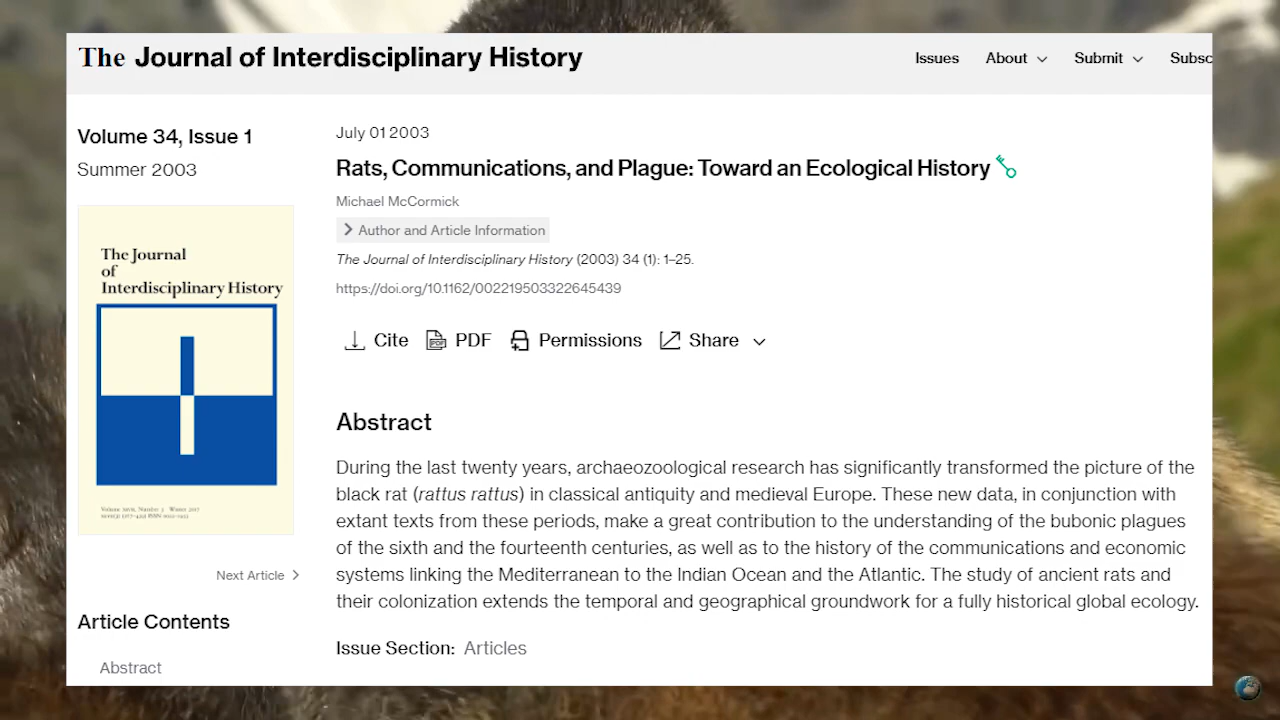 The Journal of Interdisciplinary History
Issues
About
Submit
Subsc
Volume 34, Issue 1
Summer 2003
The Journal
of
Interdisciplinary History
Next Article
Article Contents
Abstract
July 01 2003
Rats, Communications, and Plague: Toward an Ecological History
Michael McCormick
Author and Article Information
The Journal of Interdisciplinary History (2003) 34 (1): 1–25.
https://doi.org/10.1162/002219503322645439
Cite
PDF
Permissions
Share
Abstract
During the last twenty years, archaeozoological research has significantly transformed the picture of the
black rat (rattus rattus) in classical antiquity and medieval Europe. These new data, in conjunction with
extant texts from these periods, make a great contribution to the understanding of the bubonic plagues
of the sixth and the fourteenth centuries, as well as to the history of the communications and economic
systems linking the Mediterranean to the Indian Ocean and the Atlantic. The study of ancient rats and
their colonization extends the temporal and geographical groundwork for a fully historical global ecology.
Issue Section: Articles